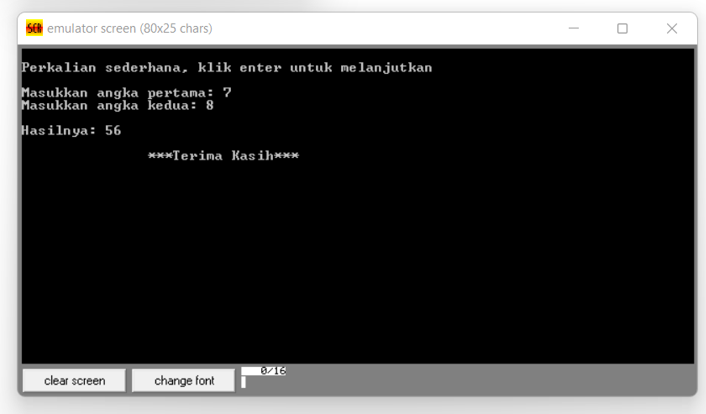 SCR emulator screen (80x25 chars)
Perkalian sederhana, klik enter untuk melanjutkan
Masukkan angka pertama: 7
Masukkan angka kedua: 8
Hasilnya: 56
***Terima Kasih***
clear screen change font 0/16